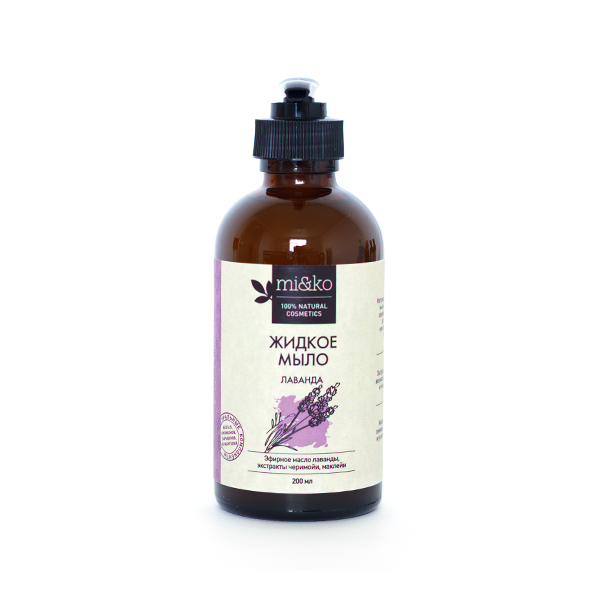 mi&ko
100% NATURAL
COSMETICS
ЖИДКОЕ
МЫЛО
ЛАВАНДА
Эфирное масло лаванды,
экстракты черимойи, маклейи
200 мл